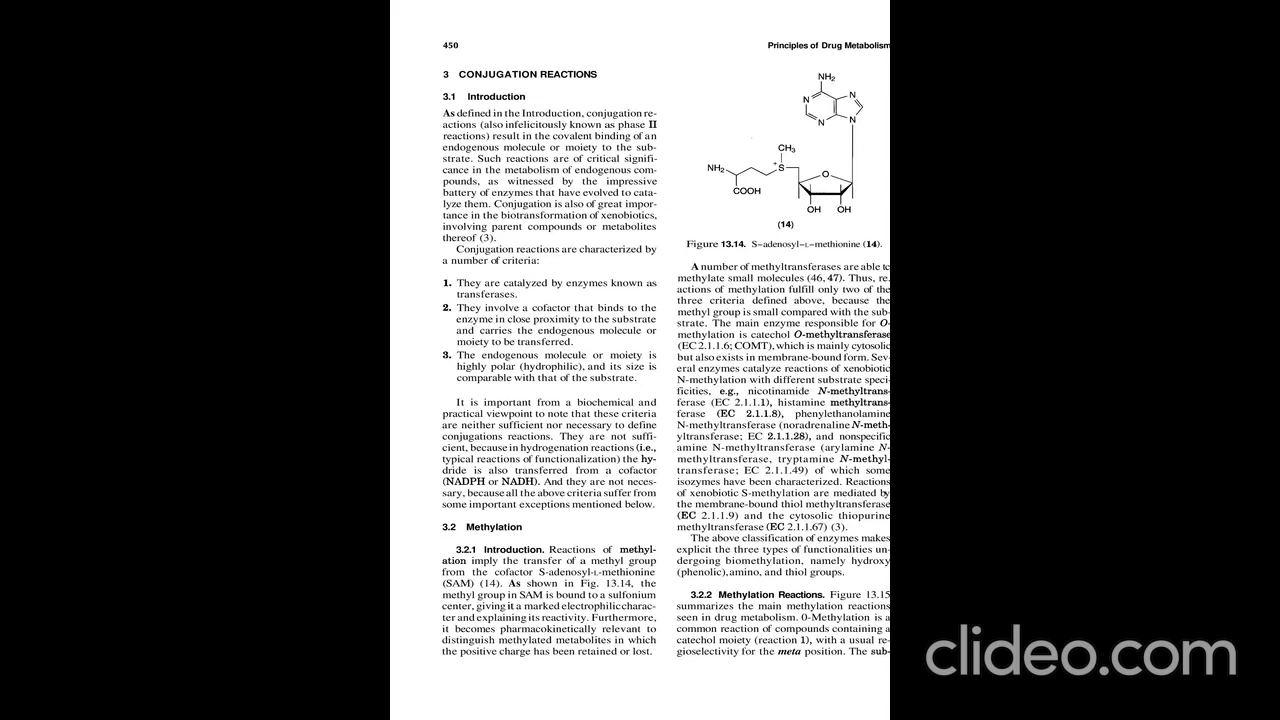 450
Principles of Drug Metabolism
3 CONJUGATION REACTIONS
3.1 Introduction
As defined in the Introduction, conjugation re-
actions (also infelicitously known as phase II
reactions) result in the covalent binding of an
endogenous molecule or moiety to the sub-
strate. Such reactions are of critical signifi-
cance in the metabolism of endogenous com-
pounds, as witnessed by the impressive
battery of enzymes that have evolved to cata-
lyze them. Conjugation is also of great impor-
tance in the biotransformation of xenobiotics,
involving parent compounds or metabolites
thereof (3).
Conjugation reactions are characterized by
a number of criteria:
1. They are catalyzed by enzymes known as
transferases.
2. They involve a cofactor that binds to the
enzyme in close proximity to the substrate
and carries the endogenous molecule or
moiety to be transferred.
3. The endogenous molecule or moiety is
highly polar (hydrophilic), and its size is
comparable with that of the substrate.
It is important from a biochemical and
practical viewpoint to note that these criteria
are neither sufficient nor necessary to define
conjugations reactions. They are not suffi-
cient, because in hydrogenation reactions (i.e.,
typical reactions of functionalization) the hy-
dride is also transferred from a cofactor
(NADPH or NADH). And they are not neces-
sary, because all the above criteria suffer from
some important exceptions mentioned below.
3.2 Methylation
3.2.1 Introduction. Reactions of methyl-
ation imply the transfer of a methyl group
from the cofactor S-adenosyl-L-methionine
(SAM) (14). As shown in Fig. 13.14, the
methyl group in SAM is bound to a sulfonium
center, giving it a marked electrophilic charac-
ter and explaining its reactivity. Furthermore,
it becomes pharmacokinetically relevant to
distinguish methylated metabolites in which
the positive charge has been retained or lost.
NH2
N
N
N
N
CH3
NH2
+
S
O
COOH
OH
OH
(14)
Figure 13.14. S–adenosyl–L–methionine (14).
A number of methyltransferases are able to
methylate small molecules (46, 47). Thus, re.
actions of methylation fulfill only two of the
three criteria defined above, because the
methyl group is small compared with the sub-
strate. The main enzyme responsible for O-
methylation is catechol O-methyltransferase
(EC 2.1.1.6; COMT), which is mainly cytosolic
but also exists in membrane-bound form. Sev-
eral enzymes catalyze reactions of xenobiotic
N-methylation with different substrate speci-
ficities, e.g., nicotinamide N-methyltrans-
ferase (EC 2.1.1.1), histamine methyltrans-
ferase (EC 2.1.1.8), phenylethanolamine
N-methyltransferase (noradrenaline N-meth-
yltransferase; EC 2.1.1.28), and nonspecific
amine N-methyltransferase (arylamine N-
methyltransferase, tryptamine N-methyl-
transferase; EC 2.1.1.49) of which some
isozymes have been characterized. Reactions
of xenobiotic S-methylation are mediated by
the membrane-bound thiol methyltransferase
(EC 2.1.1.9) and the cytosolic thiopurine
methyltransferase (EC 2.1.1.67) (3).
The above classification of enzymes makes
explicit the three types of functionalities un-
dergoing biomethylation, namely hydroxy
(phenolic), amino, and thiol groups.
3.2.2 Methylation Reactions. Figure 13.15
summarizes the main methylation reactions
seen in drug metabolism. 0-Methylation is a
common reaction of compounds containing a
catechol moiety (reaction 1), with a usual re-
gioselectivity for the meta position. The sub-
clideo.com